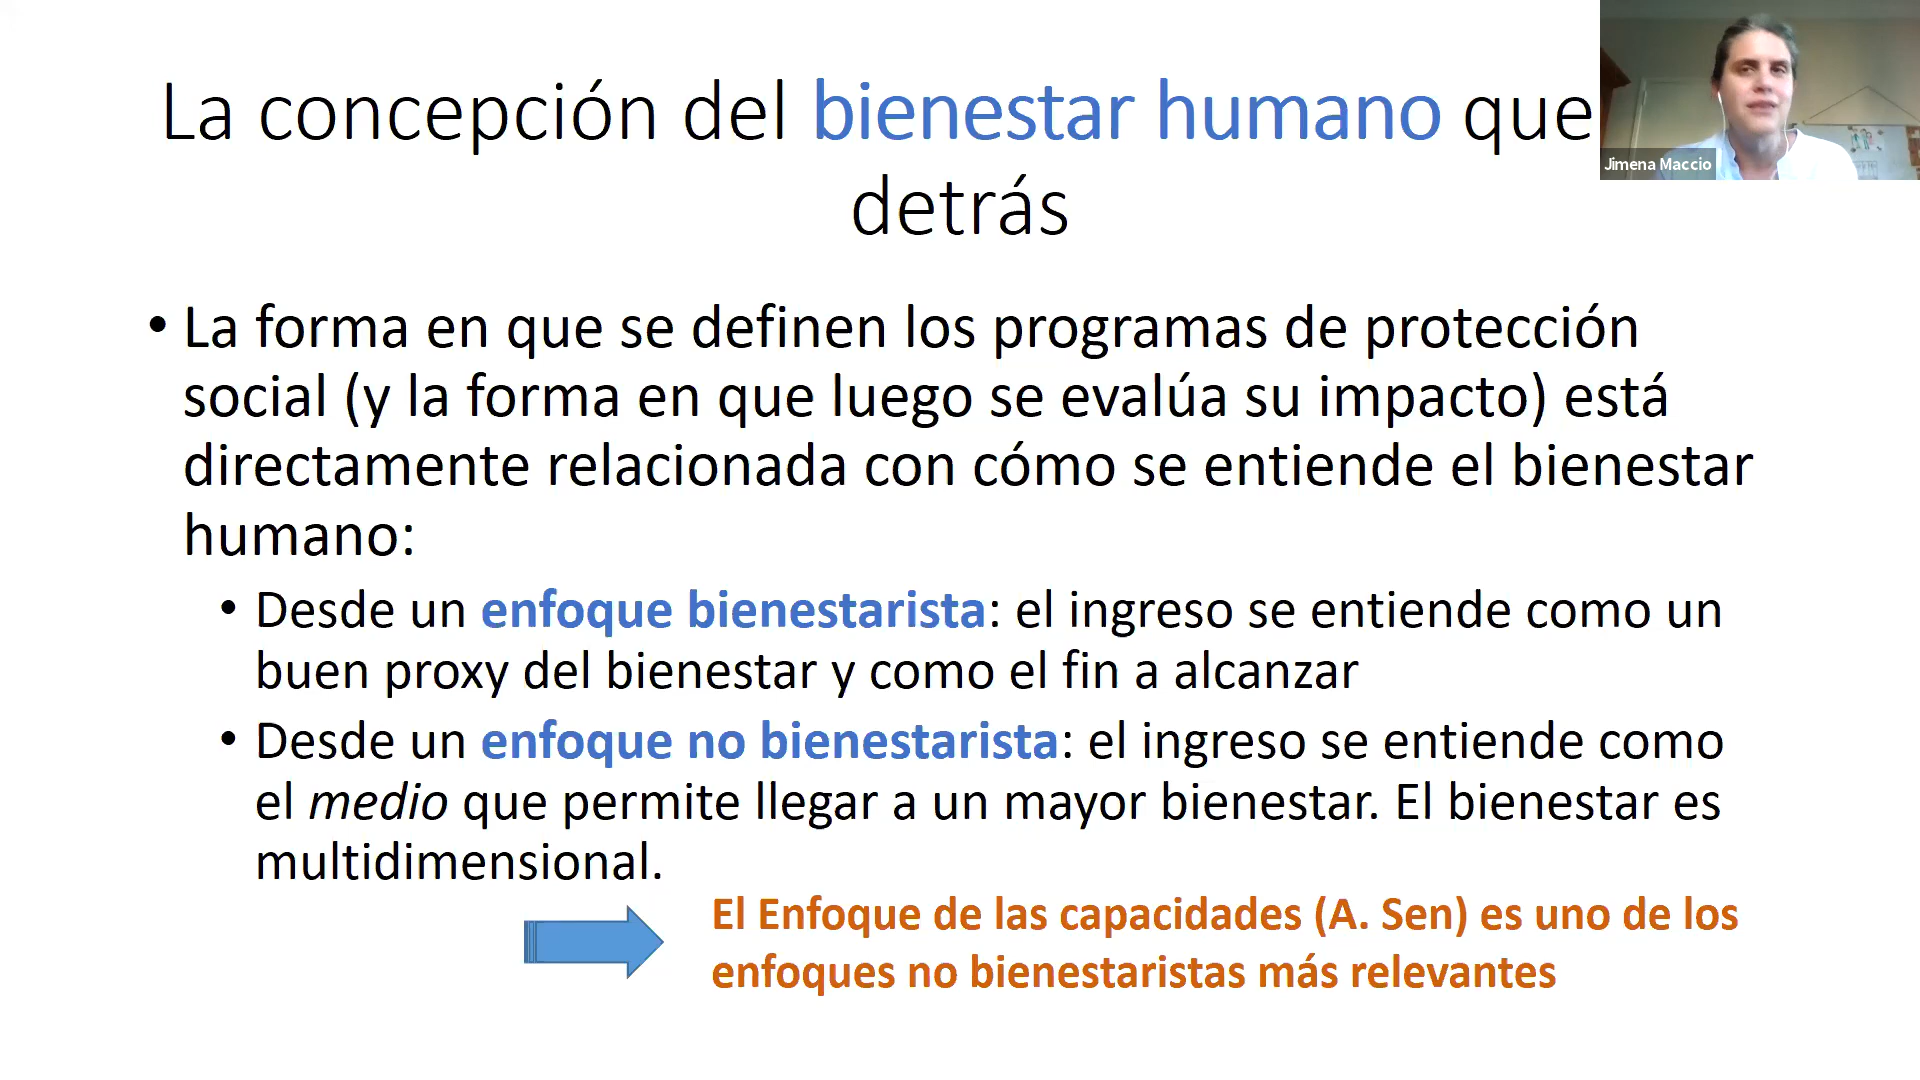 La concepción del bienestar humano que
detrás
Jimena Maccio
• La forma en que se definen los programas de protección
social (y la forma en que luego se evalúa su impacto) está
directamente relacionada con cómo se entiende el bienestar
humano:
• Desde un enfoque bienestarista: el ingreso se entiende como un
buen proxy del bienestar y como el fin a alcanzar
• Desde un enfoque no bienestarista: el ingreso se entiende como
el medio que permite llegar a un mayor bienestar. El bienestar es
multidimensional.
El Enfoque de las capacidades (A. Sen) es uno de los
enfoques no bienestaristas más relevantes